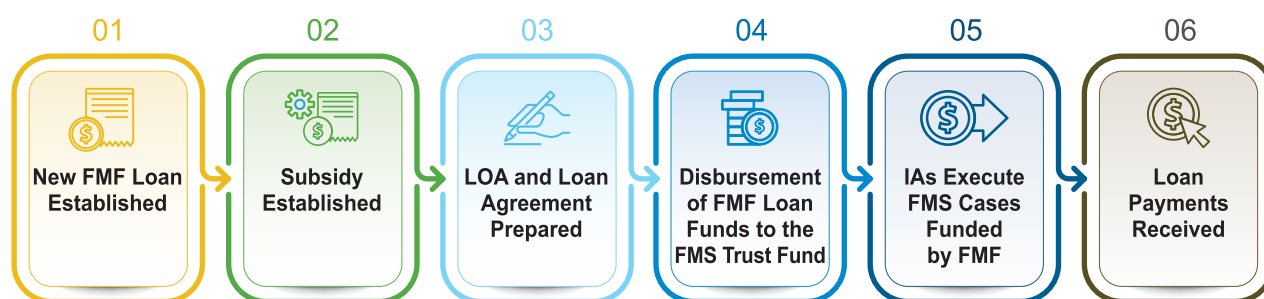 01
New FMF Loan
Established
02
Subsidy
Established
03
LOA and Loan
Agreement
Prepared
04
Disbursement
of FMF Loan
Funds to the
FMS Trust Fund
05
IAs Execute
FMS Cases
Funded
by FMF
06
Loan
Payments
Received